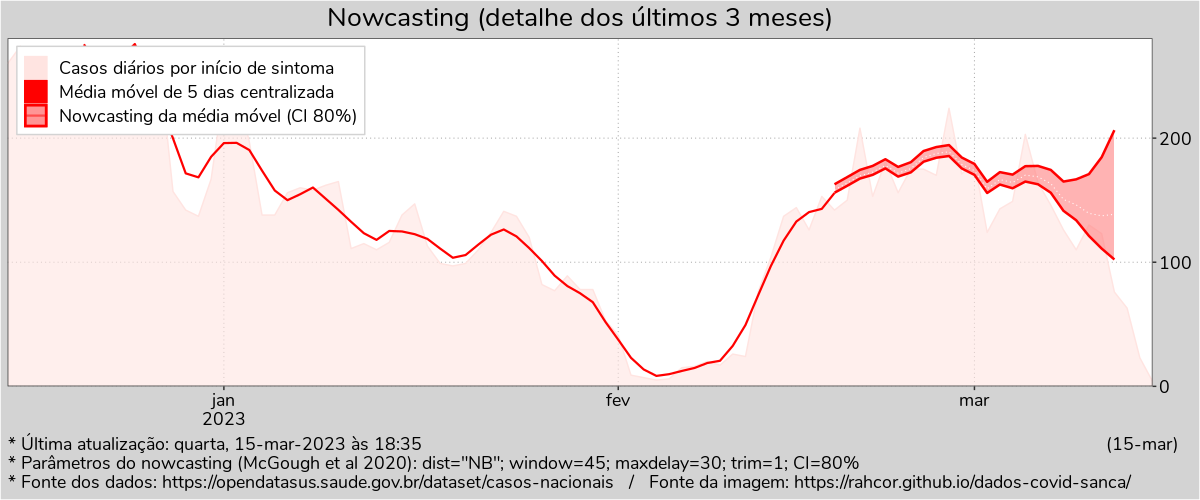 Nowcasting (detalhe dos últimos 3 meses)
Casos diários por início de sintoma
Média móvel de 5 dias centralizada
Nowcasting da média móvel (CI 80%)
200
100
0
jan fev mar
2023
* Última atualização: quarta, 15-mar-2023 às 18:35 (15-mar)
* Parâmetros do nowcasting (McGough et al 2020): dist="NB"; window=45; maxdelay=30; trim=1; CI=80%
* Fonte dos dados: https://opendatasus.saude.gov.br/dataset/casos-nacionais / Fonte da imagem: https://rahcor.github.io/dados-covid-sanca/